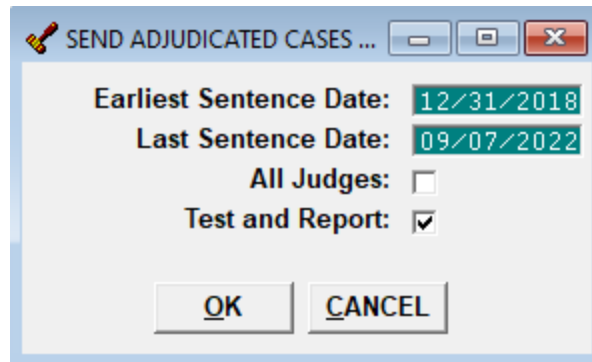 SEND ADJUDICATED CASES ...
Earliest Sentence Date: 12/31/2018
Last Sentence Date: 09/07/2022
All Judges:
Test and Report:
OK CANCEL